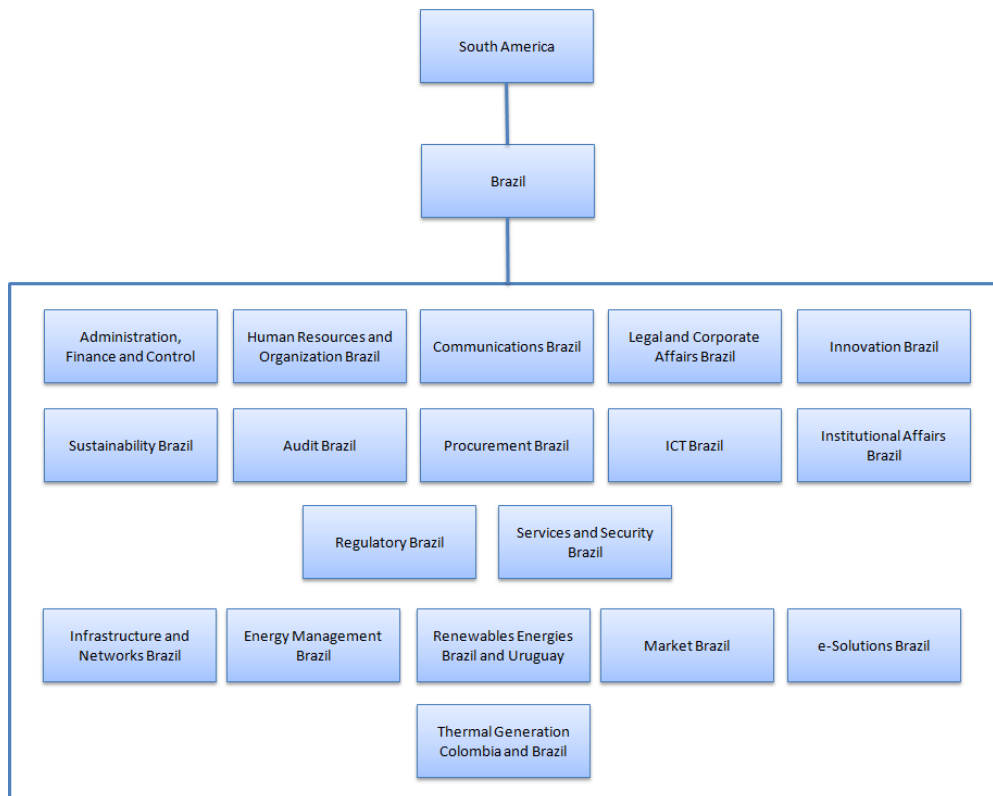 South America
Brazil
Administration,
Finance and Control
Human Resources and
Organization Brazil
Communications Brazil
Legal and Corporate
Affairs Brazil
Innovation Brazil
Sustainability Brazil
Audit Brazil
Procurement Brazil
ICT Brazil
Institutional Affairs
Brazil
Regulatory Brazil
Services and Security
Brazil
Infrastructure and
Networks Brazil
Energy Management
Brazil
Renewables Energies
Brazil and Uruguay
Market Brazil
e-Solutions Brazil
Thermal Generation
Colombia and Brazil